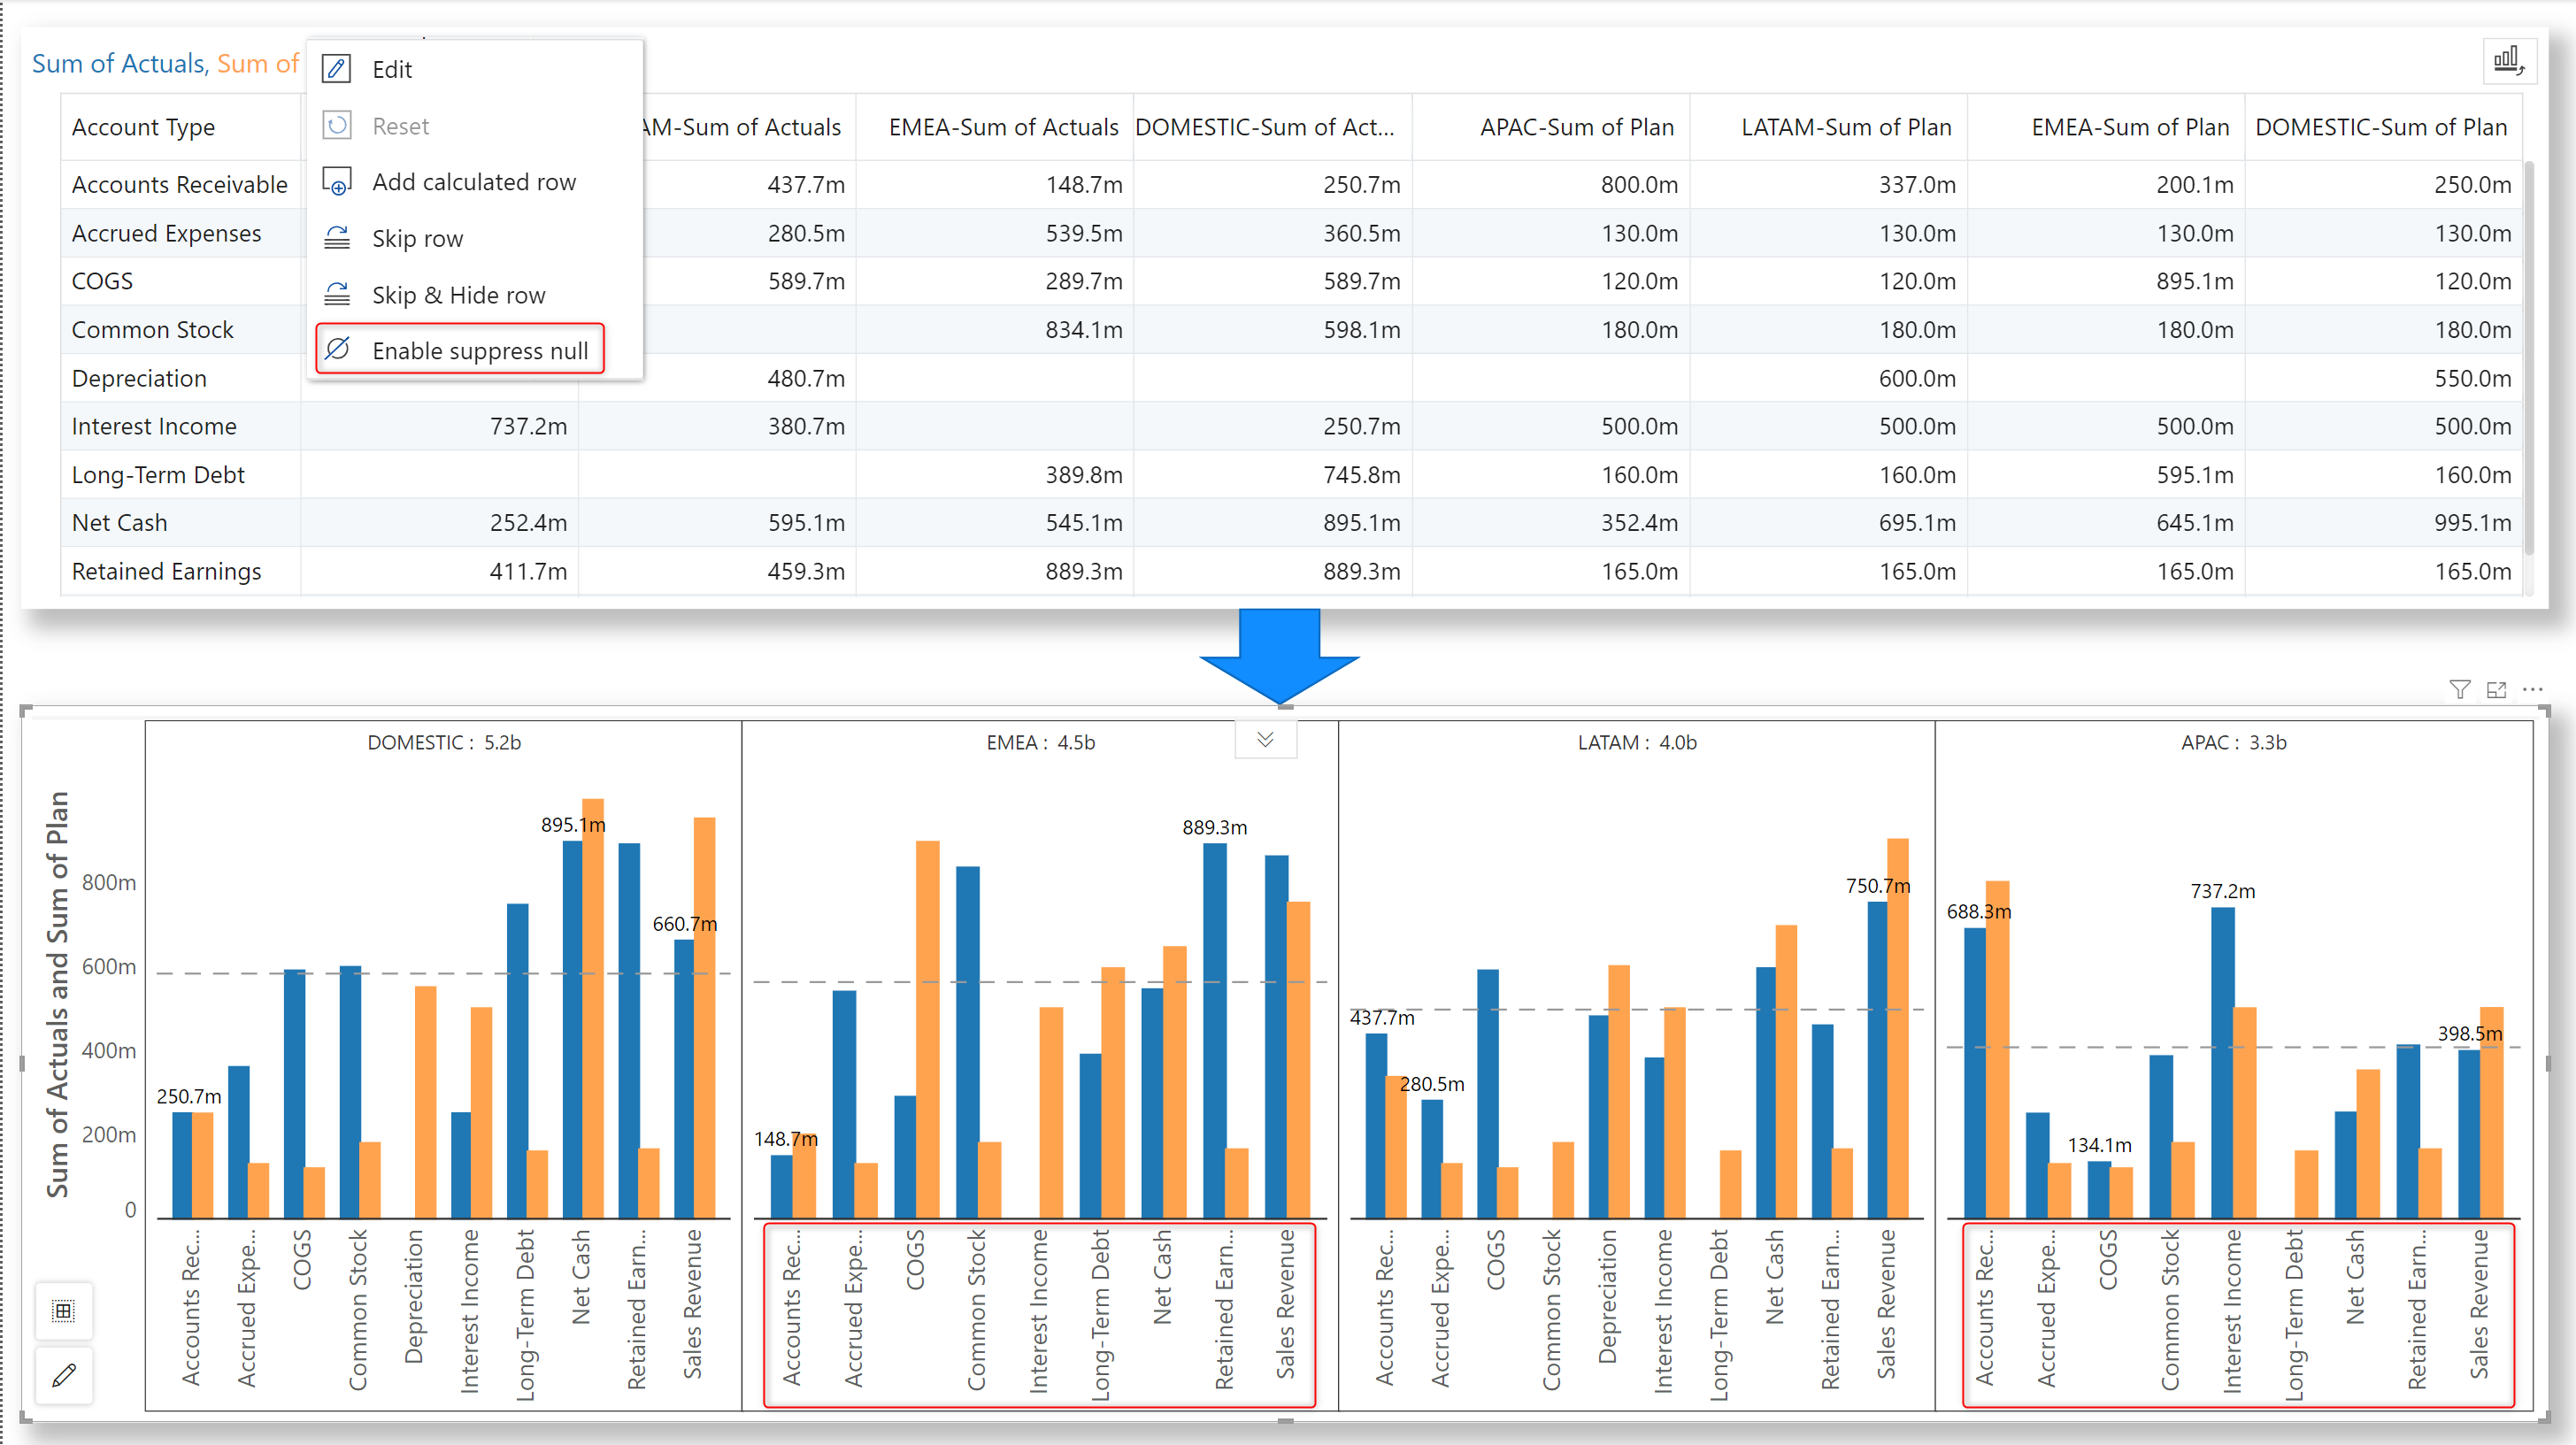 Sum of Actuals, Sum of
Edit
Reset
Add calculated row
Skip row
Skip & Hide row
Enable suppress null
Account Type AM-Sum of Actuals EMEA-Sum of Actuals DOMESTIC-Sum of Act... APAC-Sum of Plan LATAM-Sum of Plan EMEA-Sum of Plan DOMESTIC-Sum of Plan
Accounts Receivable 437.7m 148.7m 250.7m 800.0m 337.0m 200.1m 250.0m
Accrued Expenses 280.5m 539.5m 360.5m 130.0m 130.0m 130.0m 130.0m
COGS 589.7m 289.7m 589.7m 120.0m 120.0m 895.1m 120.0m
Common Stock 834.1m 598.1m 180.0m 180.0m 180.0m 180.0m
Depreciation 480.7m 600.0m 550.0m
Interest Income 737.2m 380.7m 250.7m 500.0m 500.0m 500.0m 500.0m
Long-Term Debt 389.8m 745.8m 160.0m 160.0m 595.1m 160.0m
Net Cash 252.4m 595.1m 545.1m 895.1m 352.4m 695.1m 645.1m 995.1m
Retained Earnings 411.7m 459.3m 889.3m 889.3m 165.0m 165.0m 165.0m 165.0m
Sum of Actuals and Sum of Plan
800m
600m
400m
200m
0
DOMESTIC : 5.2b
250.7m
895.1m
660.7m
Accounts Rec...
Accrued Expe...
COGS
Common Stock
Depreciation
Interest Income
Long-Term Debt
Net Cash
Retained Earn...
Sales Revenue
EMEA : 4.5b
148.7m
889.3m
Accounts Rec...
Accrued Expe...
COGS
Common Stock
Interest Income
Long-Term Debt
Net Cash
Retained Earn...
Sales Revenue
LATAM : 4.0b
437.7m
280.5m
750.7m
Accounts Rec...
Accrued Expe...
COGS
Common Stock
Depreciation
Interest Income
Long-Term Debt
Net Cash
Retained Earn...
Sales Revenue
APAC : 3.3b
688.3m
134.1m
737.2m
398.5m
Accounts Rec...
Accrued Expe...
COGS
Common Stock
Interest Income
Long-Term Debt
Net Cash
Retained Earn...
Sales Revenue